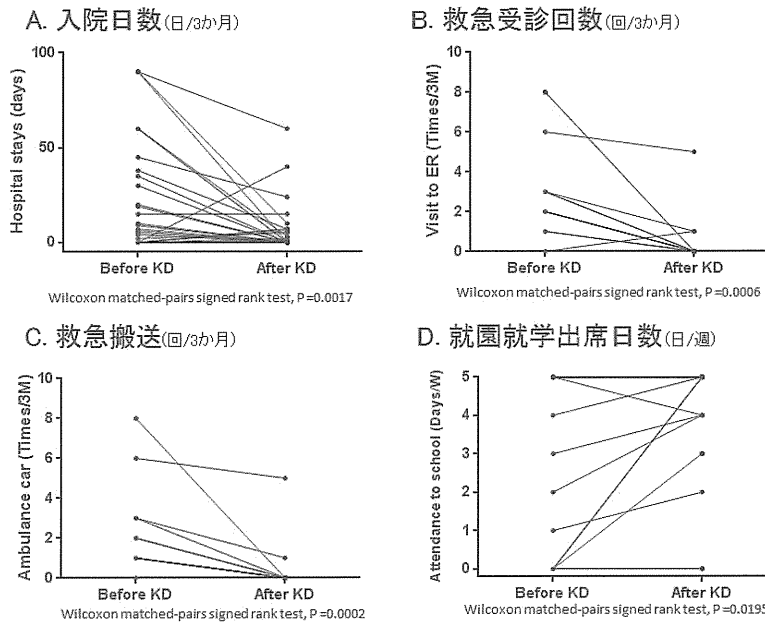 A. 入院日数(日/3か月)
Hospital stays (days)
100
50
0
Before KD After KD
Wilcoxon matched-pairs signed rank test, P=0.0017
B. 救急受診回数(回/3か月)
Visit to ER (Times/3M)
10
8
6
4
2
0
Before KD After KD
Wilcoxon matched-pairs signed rank test, P=0.0006
C. 救急搬送(回/3か月)
Ambulance car (Times/3M)
10
8
6
4
2
0
Before KD After KD
Wilcoxon matched-pairs signed rank test, P=0.0002
D. 就園就学出席日数(日/週)
Attendance to school (Days/W)
5
4
3
2
1
0
Before KD After KD
Wilcoxon matched-pairs signed rank test, P=0.0195